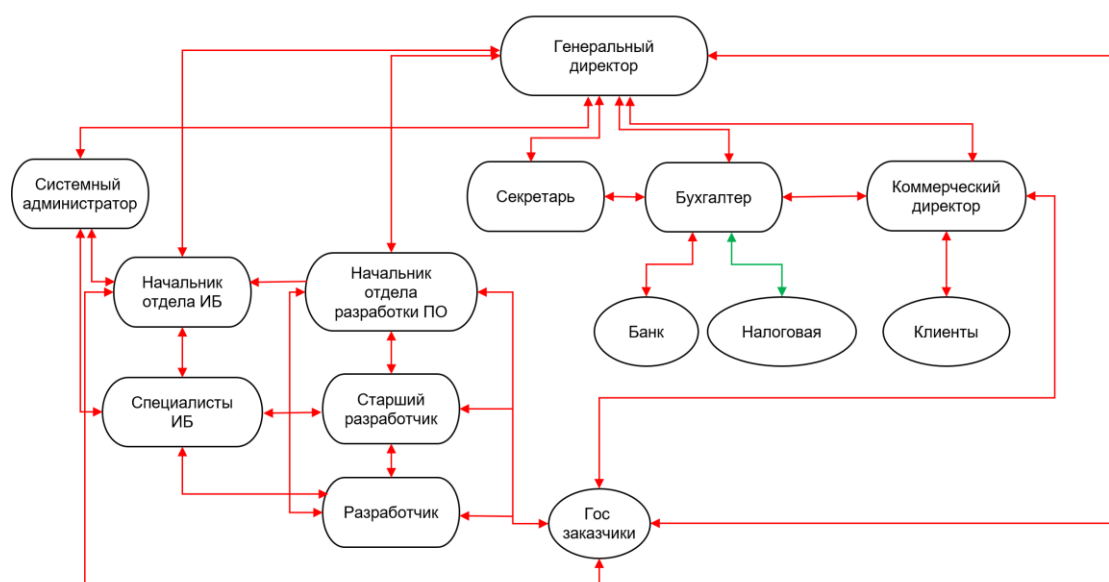 Генеральный
директор
Системный
администратор
Секретарь
Бухгалтер
Коммерческий
директор
Начальник
отдела ИБ
Начальник
отдела
разработки ПО
Банк
Налоговая
Клиенты
Специалисты
ИБ
Старший
разработчик
Разработчик
Гос
заказчики